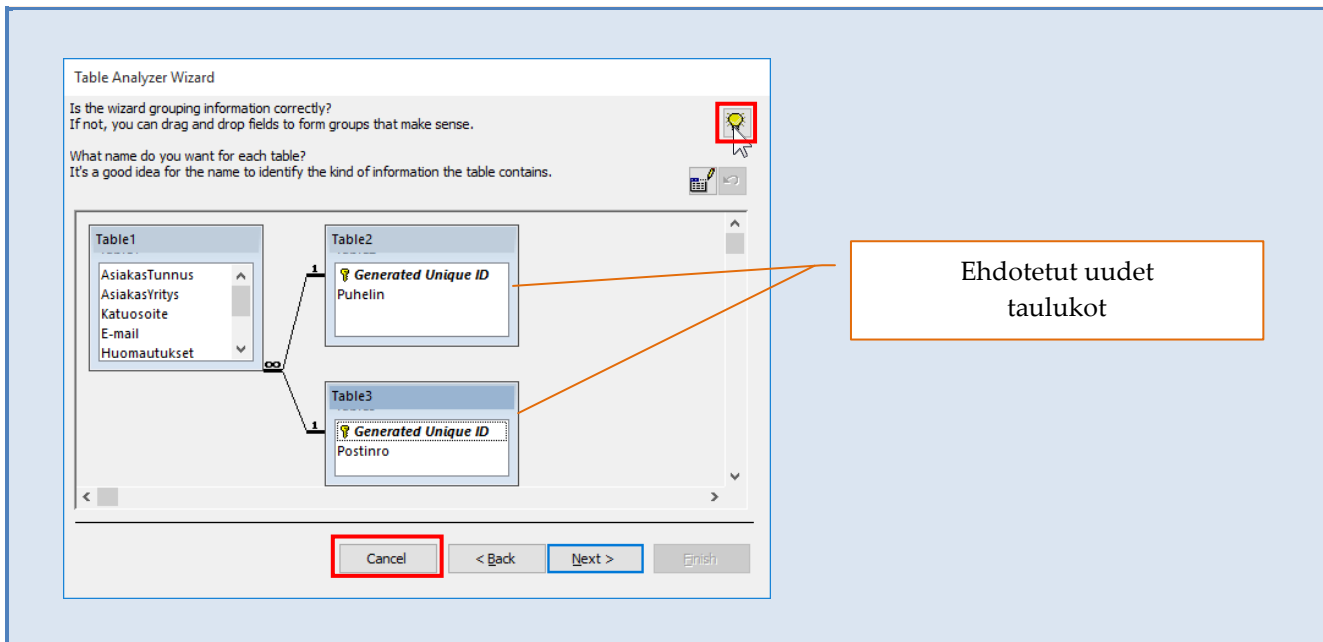 Table Analyzer Wizard
Is the wizard grouping information correctly?
If not, you can drag and drop fields to form groups that make sense.
What name do you want for each table?
It's a good idea for the name to identify the kind of information the table contains.
Table1
AsiakasTunnus
AsiakasYritys
Katuosoite
E-mail
Huomautukset
∞
1
Table2
Generated Unique ID
Puhelin
1
Table3
Generated Unique ID
Postinro
Ehdotetut uudet
taulukot
Cancel
< Back
Next >
Finish